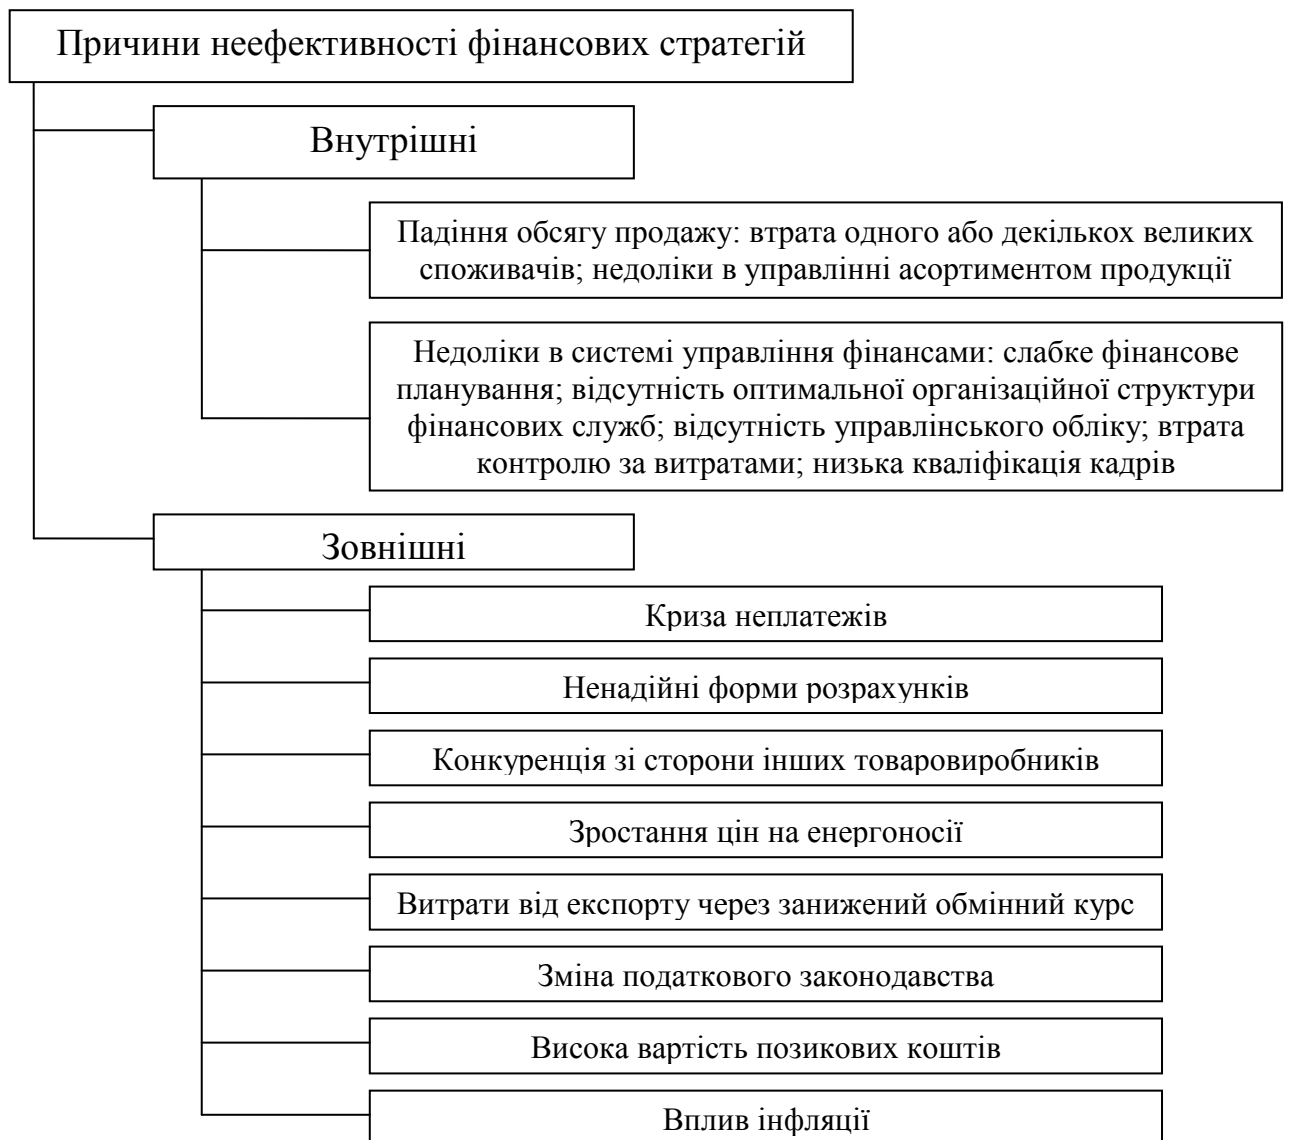 Причини неефективності фінансових стратегій
Внутрішні
Падіння обсягу продажу: втрата одного або декількох великих
споживачів; недоліки в управлінні асортиментом продукції
Недоліки в системі управління фінансами: слабке фінансове
планування; відсутність оптимальної організаційної структури
фінансових служб; відсутність управлінського обліку; втрата
контролю за витратами; низька кваліфікація кадрів
Зовнішні
Криза неплатежів
Ненадійні форми розрахунків
Конкуренція зі сторони інших товаровиробників
Зростання цін на енергоносії
Витрати від експорту через занижений обмінний курс
Зміна податкового законодавства
Висока вартість позикових коштів
Вплив інфляції